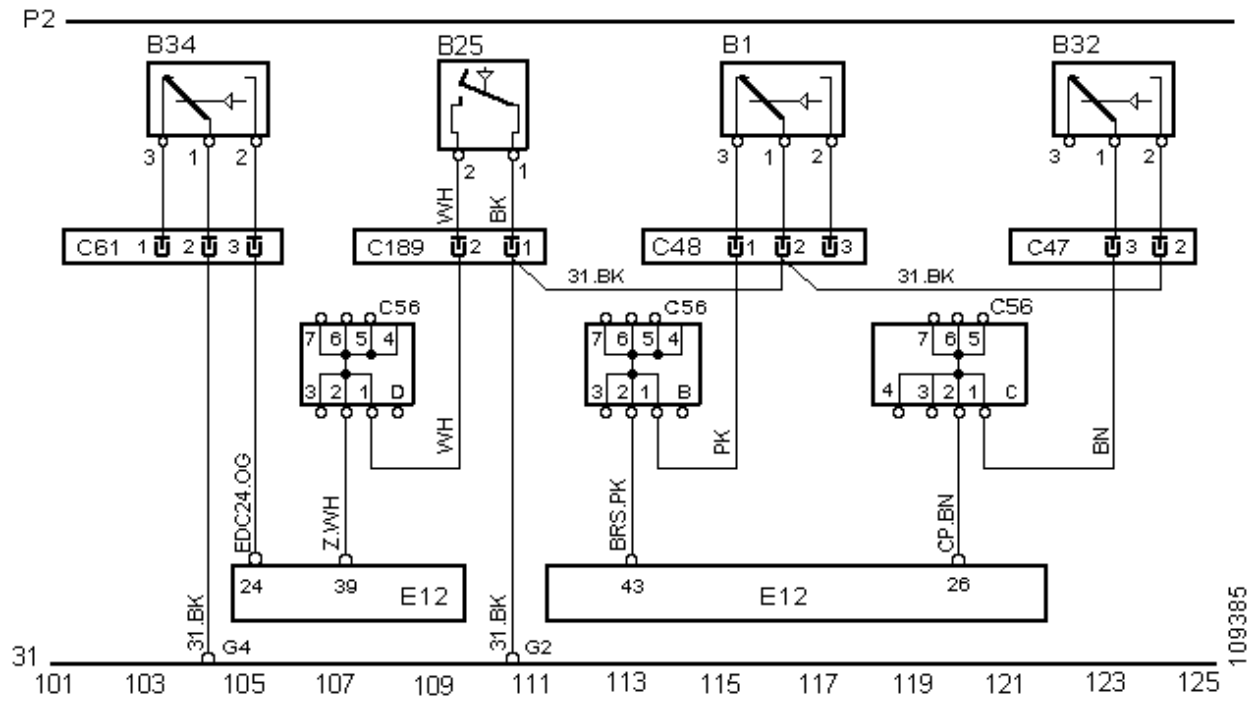 P2
B34 B25 B1 B32
3 1 2 2 1 3 1 2 3 1 2
WH BK
C61 1 2 3 C189 2 1 C48 1 2 3 C47 3 2
31.BK 31.BK
C56 C56 C56
7 6 5 4 7 6 5 4 7 6 5
3 2 1 D 3 2 1 B 4 3 2 1 C
WH PK BN
EDC24.OG Z.WH BRS.PK CP.BN
24 39 E12 43 E12 26
31.BK G4 31.BK G2
31
101 103 105 107 109 111 113 115 117 119 121 123 125
109385